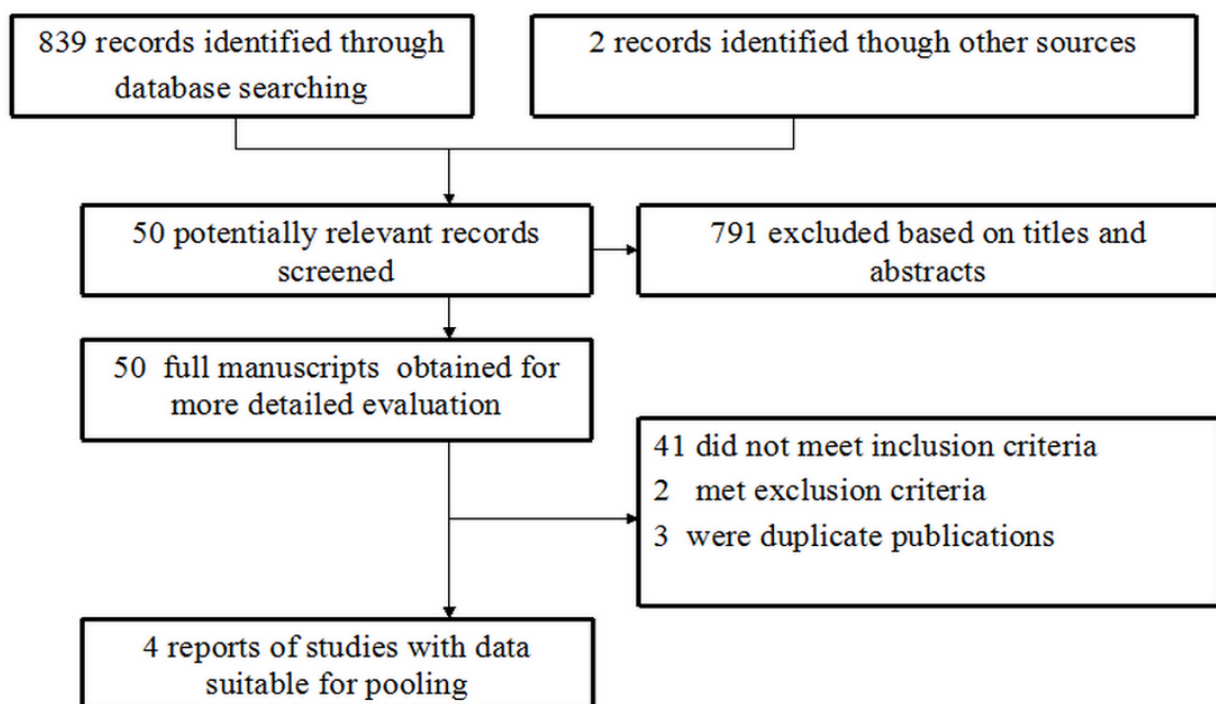 839 records identified through
database searching
2 records identified though other sources
50 potentially relevant records
screened
791 excluded based on titles and
abstracts
50 full manuscripts obtained for
more detailed evaluation
41 did not meet inclusion criteria
2 met exclusion criteria
3 were duplicate publications
4 reports of studies with data
suitable for pooling